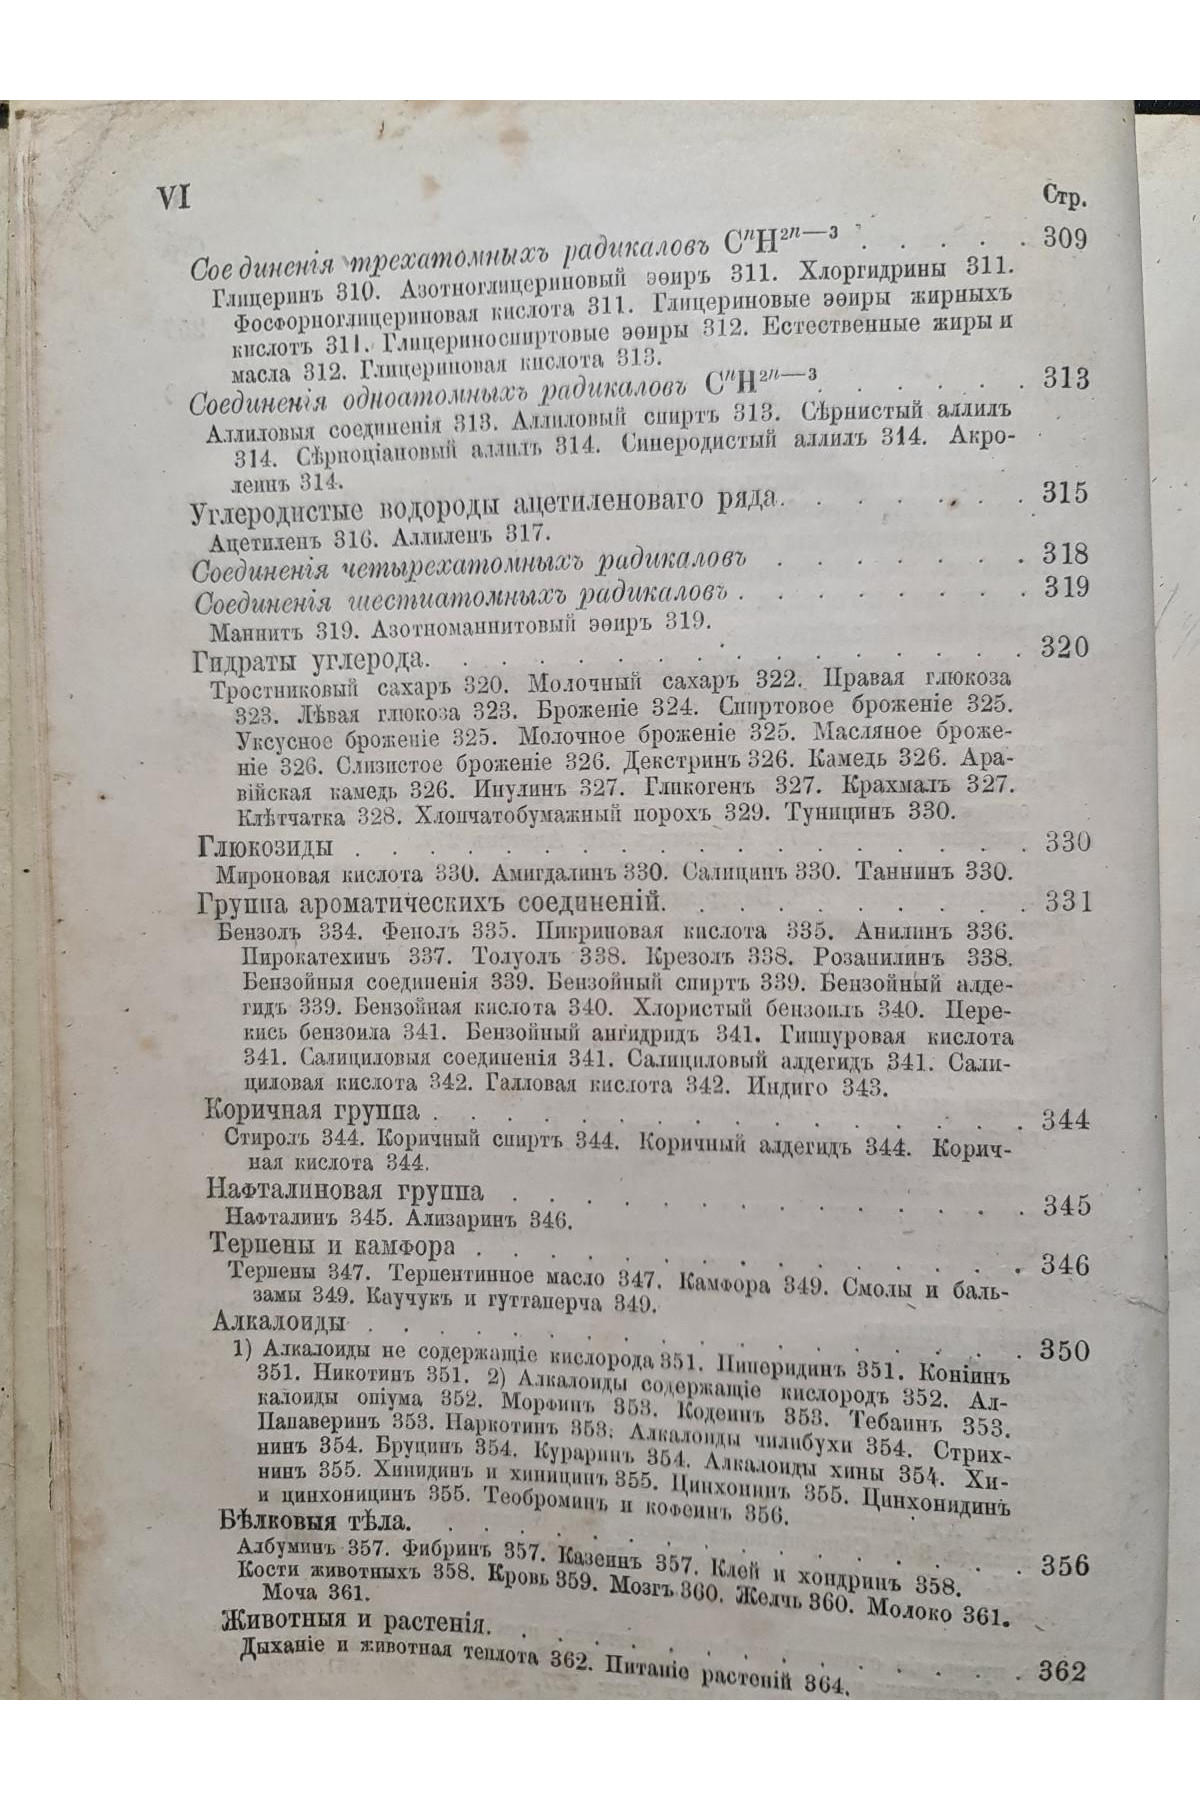 VI
Стр.
Соединенія трехатомныхъ радикаловъ CⁿH²ⁿ—³ . . . . . 309
Глицеринъ 310. Азотноглицериновый эѳиръ 311. Хлоргидрины 311.
Фосфорноглицериновая кислота 311. Глицериновые эѳиры жирныхъ
кислотъ 311. Глицериноспиртовые эѳиры 312. Естественные жиры и
масла 312. Глицериновая кислота 313.
Соединенія одноатомныхъ радикаловъ CⁿH²ⁿ—³ . . . . . 313
Аллиловыя соединенія 313. Аллиловый спиртъ 313. Сѣрнистый аллилъ
314. Сѣрноціановый аллилъ 314. Синеродистый аллилъ 314. Акро-
леинъ 314.
Углеродистые водороды ацетиленоваго ряда. . . . . . 315
Ацетиленъ 316. Аллиленъ 317.
Соединенія четырехатомныхъ радикаловъ . . . . . . . 318
Соединенія шестиатомныхъ радикаловъ . . . . . . . . 319
Маннитъ 319. Азотноманнитовый эѳиръ 319.
Гидраты углерода. . . . . . . . . . . . . . 320
Тростниковый сахаръ 320. Молочный сахаръ 322. Правая глюкоза
323. Лѣвая глюкоза 323. Броженіе 324. Спиртовое броженіе 325.
Уксусное броженіе 325. Молочное броженіе 325. Масляное броже-
ніе 326. Слизистое броженіе 326. Декстринъ 326. Камедь 326. Ара-
війская камедь 326. Инулинъ 327. Гликогенъ 327. Крахмалъ 327.
Клѣтчатка 328. Хлопчатобумажный порохъ 329. Туницинъ 330.
Глюкозиды . . . . . . . . . . . . . . . 330
Мироновая кислота 330. Амигдалинъ 330. Салицинъ 330. Таннинъ 330.
Группа ароматическихъ соединеній. . . . . . . . . 331
Бензолъ 334. Фенолъ 335. Пикриновая кислота 335. Анилинъ 336.
Пирокатехинъ 337. Толуолъ 338. Крезолъ 338. Розанилинъ 338.
Бензойныя соединенія 339. Бензойный спиртъ 339. Бензойный алде-
гидъ 339. Бензойная кислота 340. Хлористый бензоилъ 340. Пере-
кись бензоила 341. Бензойный ангидридъ 341. Гиппуровая кислота
341. Салициловыя соединенія 341. Салициловый алдегидъ 341. Сали-
циловая кислота 342. Галловая кислота 342. Индиго 343.
Коричная группа . . . . . . . . . . . . . 344
Стиролъ 344. Коричный спиртъ 344. Коричный алдегидъ 344. Корич-
ная кислота 344.
Нафталиновая группа . . . . . . . . . . . 345
Нафталинъ 345. Ализаринъ 346.
Терпены и камфора . . . . . . . . . . . . 346
Терпены 347. Терпентинное масло 347. Камфора 349. Смолы и баль-
замы 349. Каучукъ и гуттаперча 349.
Алкалоиды . . . . . . . . . . . . . . 350
1) Алкалоиды не содержащіе кислорода 351. Пиперидинъ 351. Коніинъ
351. Никотинъ 351. 2) Алкалоиды содержащіе кислородъ 352. Ал-
калоиды опіума 352. Морфинъ 353. Кодеинъ 353. Тебаинъ 353.
Папаверинъ 353. Наркотинъ 353. Алкалоиды чилибухи 354. Стрих-
нинъ 354. Бруцинъ 354. Кураринъ 354. Алкалоиды хины 354. Хи-
нинъ 355. Хинидинъ и хиницинъ 355. Цинхонинъ 355. Цинхонидинъ
и цинхоницинъ 355. Теоброминъ и кофеинъ 356.
Бѣлковыя тѣла. . . . . . . . . . . . . 356
Албуминъ 357. Фибринъ 357. Казеинъ 357. Клей и хондринъ 358.
Кости животныхъ 358. Кровь 359. Мозгъ 360. Желчь 360. Молоко 361.
Моча 361.
Животныя и растенія. . . . . . . . . . . 362
Дыханіе и животная теплота 362. Питаніе растеній 364.